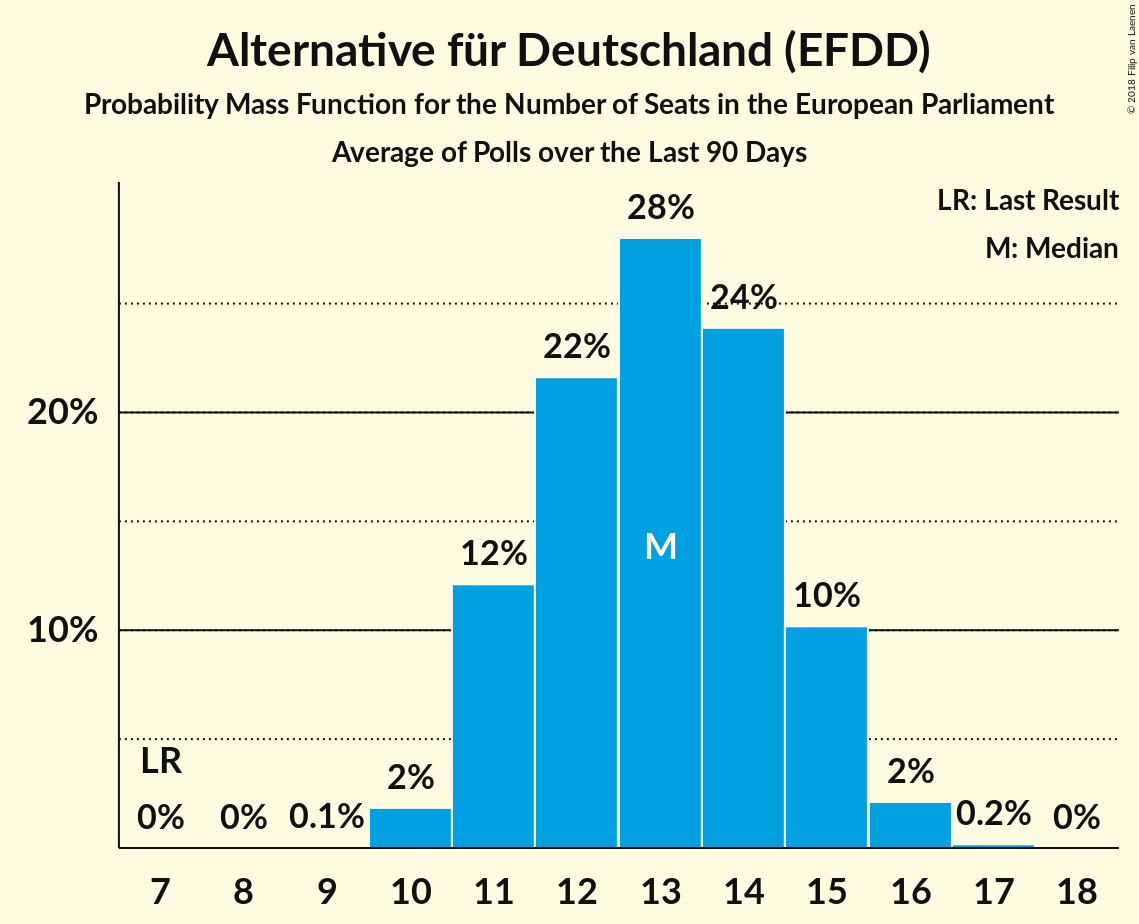 Alternative für Deutschland (EFDD)
Probability Mass Function for the Number of Seats in the European Parliament
Average of Polls over the Last 90 Days
© 2018 Filip van Laenen
LR: Last Result
M: Median
28%
24%
22%
20%
12%
M
10%
10%
LR
2%
2%
0% 0% 0.1% 0.2% 0%
7 8 9 10 11 12 13 14 15 16 17 18